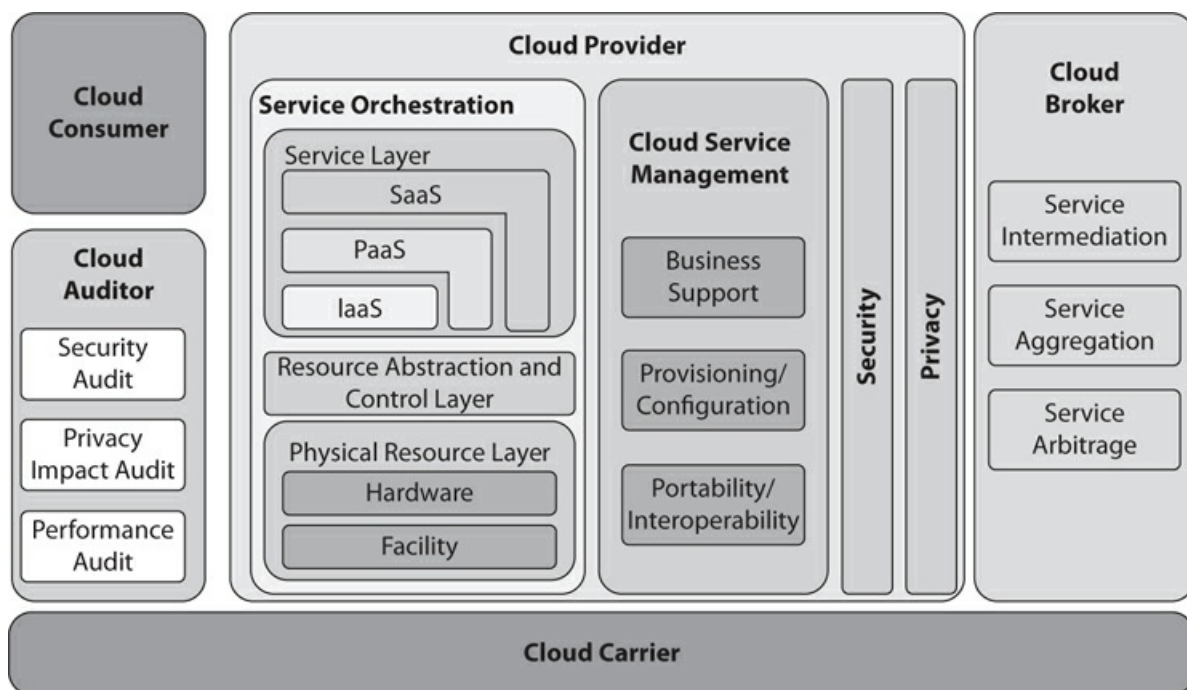 Cloud
Consumer
Cloud
Auditor
Security
Audit
Privacy
Impact Audit
Performance
Audit
Cloud Provider
Service Orchestration
Service Layer
SaaS
PaaS
IaaS
Resource Abstraction and
Control Layer
Physical Resource Layer
Hardware
Facility
Cloud Service
Management
Business
Support
Provisioning/
Configuration
Portability/
Interoperability
Security
Privacy
Cloud
Broker
Service
Intermediation
Service
Aggregation
Service
Arbitrage
Cloud Carrier